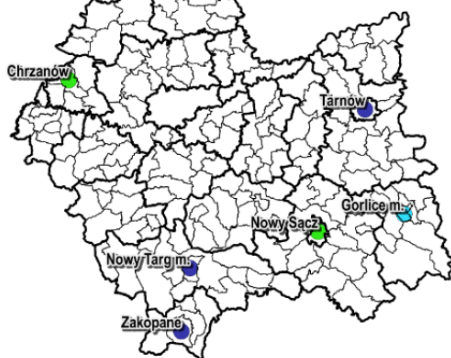 Chrzanów
Tarnów
Gorlice m.
Nowy Sącz
Nowy Targ m.
Zakopane